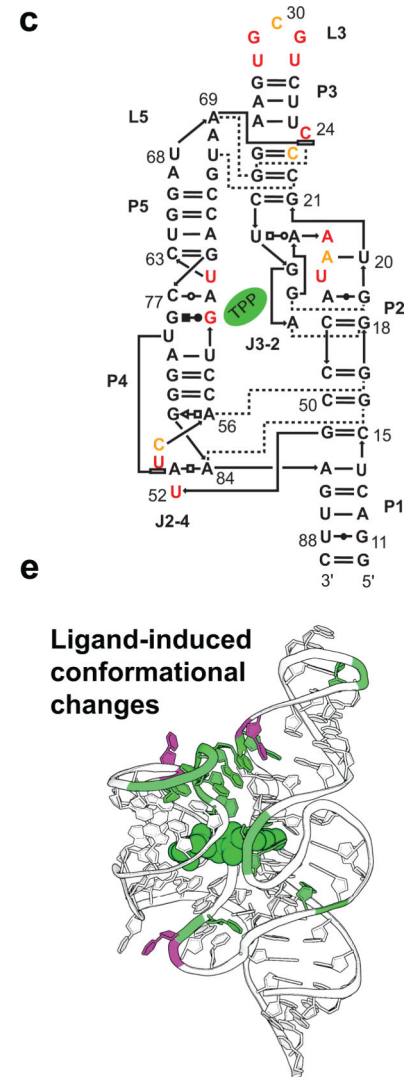 c
30
C
G G L3
U U
G C P3
69 A U
L5 A A U C
24
A U G C
68 U U G G C
A G
P5 G C C G 21
G C
U A U A A
63 C G G A U 20
U
C A G A G
77 TPP
G G A 18 G P2
U U J3-2
A C C G
P4 G C
G 50 C G
G A
56 G C 15
C
U
A A A U
84
52 U U A
J2-4 G P1
U G
88 U G 11
C G
3' 5'
e
Ligand-induced
conformational
changes